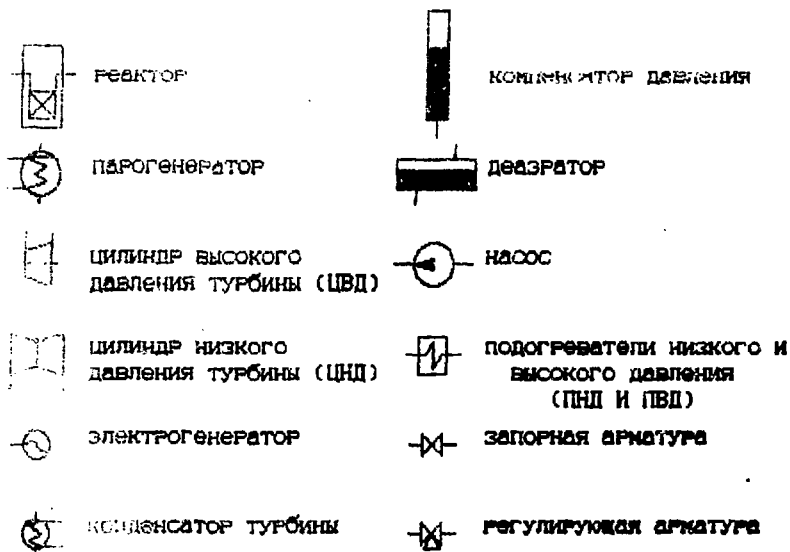 РЕАКТОР
ПАРОГЕНЕРАТОР
ЦИЛИНДР ВЫСОКОГО
ДАВЛЕНИЯ ТУРБИНЫ (ЦВД)
ЦИЛИНДР НИЗКОГО
ДАВЛЕНИЯ ТУРБИНЫ (ЦНД)
ЭЛЕКТРОГЕНЕРАТОР
КОНДЕНСАТОР ТУРБИНЫ
КОМПЕНСАТОР ДАВЛЕНИЯ
ДЕАЭРАТОР
НАСОС
ПОДОГРЕВАТЕЛИ НИЗКОГО И
ВЫСОКОГО ДАВЛЕНИЯ
(ПНД И ПВД)
ЗАПОРНАЯ АРМАТУРА
РЕГУЛИРУЮЩАЯ АРМАТУРА